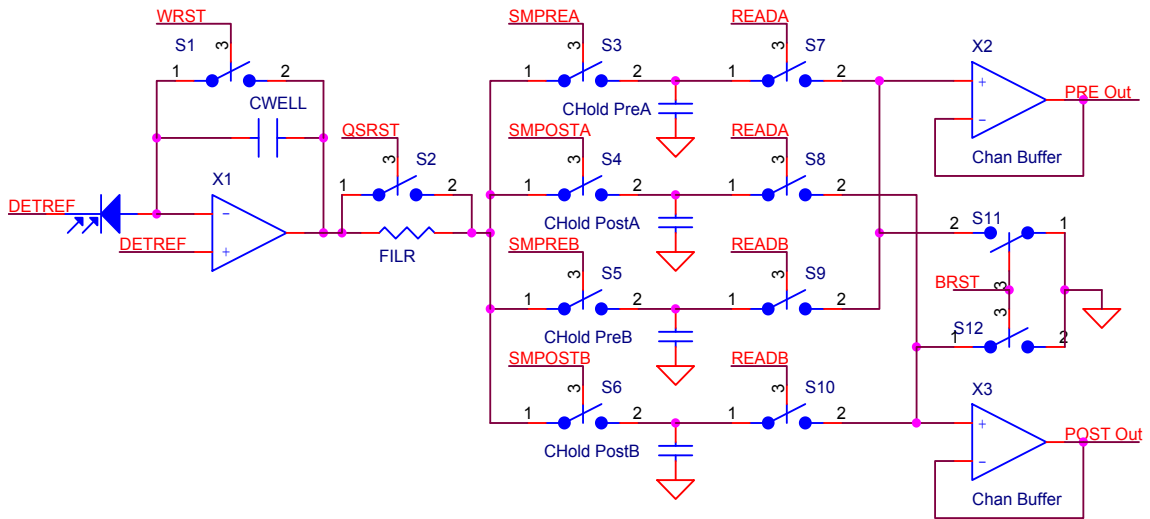 WRST
SMPREA
READA
S1
3
S3
3
S7
3
X2
1
2
1
2
1
2
+
PRE Out
CWELL
CHold PreA
−
QSRST
SMPOSTA
READA
Chan Buffer
3
S2
3
S4
3
S8
X1
1
2
1
2
1
2
DETREF
−
S11
CHold PostA
2
1
DETREF
+
FILR
SMPREB
READB
3
S5
3
S9
BRST
3
1
2
1
2
3
CHold PreB
S12
1
2
SMPOSTB
READB
3
S6
3
S10
X3
1
2
1
2
+
POST Out
CHold PostB
−
Chan Buffer